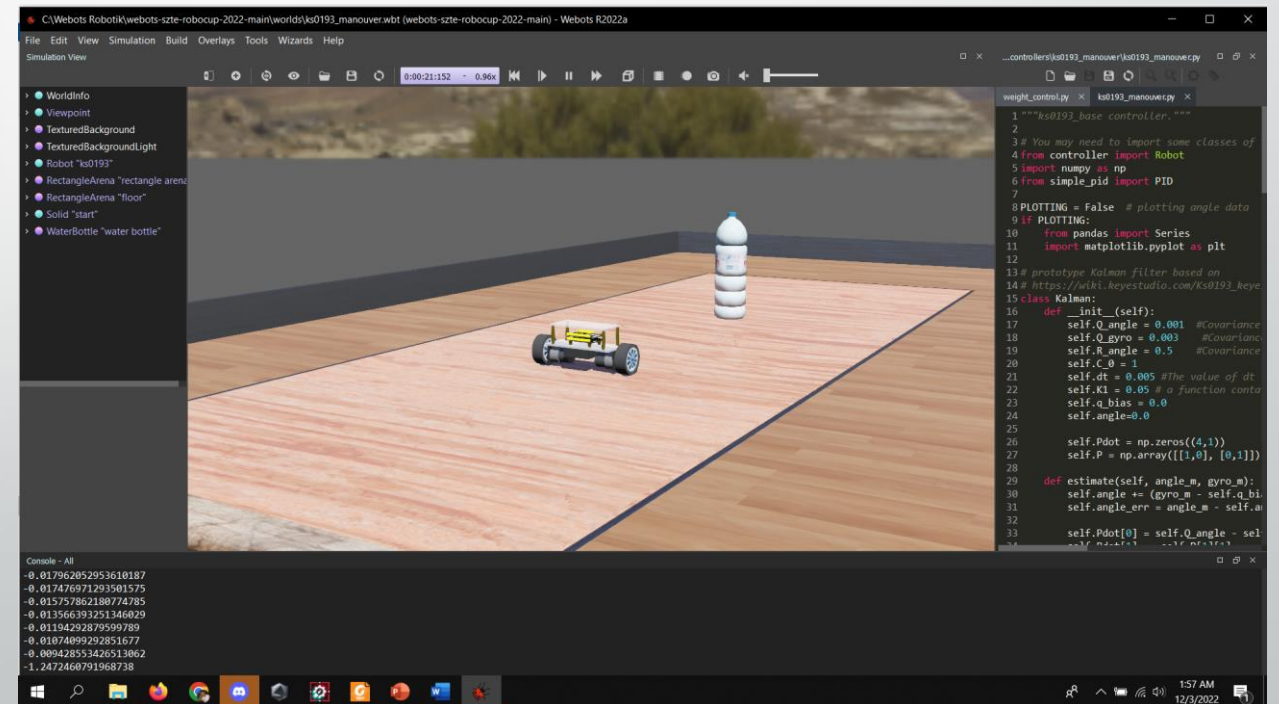 C:\Webots Robotik\webots-szte-robocup-2022-main\worlds\ks0193_manouver.wbt (webots-szte-robocup-2022-main) - Webots R2022a
File Edit View Simulation Build Overlays Tools Wizards Help
Simulation View
...controllers\ks0193_manouver\ks0193_manouver.py
0:00:21:152 - 0.96x
WorldInfo
Viewpoint
TexturedBackground
TexturedBackgroundLight
Robot "ks0193"
RectangleArena "rectangle arena
RectangleArena "floor"
Solid "start"
WaterBottle "water bottle"
weight_control.py × ks0193_manouver.py ×
1 """ks0193_base controller."""
2
3 # You may need to import some classes of
4 from controller import Robot
5 import numpy as np
6 from simple_pid import PID
7
8 PLOTTING = False # plotting angle data
9 if PLOTTING:
10 from pandas import Series
11 import matplotlib.pyplot as plt
12
13 # prototype Kalman filter based on
14 # https://wiki.keyestudio.com/Ks0193_keye
15 class Kalman:
16 def __init__(self):
17 self.Q_angle = 0.001 #Covariance
18 self.Q_gyro = 0.003 #Covarianc
19 self.R_angle = 0.5 #Covariance
20 self.C_0 = 1
21 self.dt = 0.005 #The value of dt
22 self.K1 = 0.05 # a function conta
23 self.q_bias = 0.0
24 self.angle=0.0
25
26 self.Pdot = np.zeros((4,1))
27 self.P = np.array([[1,0], [0,1]])
28
29 def estimate(self, angle_m, gyro_m):
30 self.angle += (gyro_m - self.q_bi
31 self.angle_err = angle_m - self.a
32
33 self.Pdot[0] = self.Q_angle - sel
Console - All
-0.017962052953610187
-0.017476971293501575
-0.015757862180774785
-0.013566393251346029
-0.01194292879599789
-0.01074099292851677
-0.009428553426513062
-1.2472460791968738
1:57 AM
12/3/2022